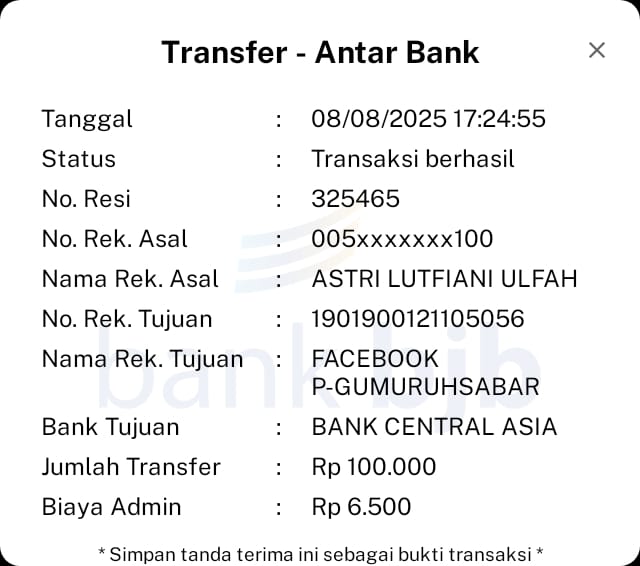 Transfer - Antar Bank ×
Tanggal : 08/08/2025 17:24:55
Status : Transaksi berhasil
No. Resi : 325465
No. Rek. Asal : 005xxxxxxx100
Nama Rek. Asal : ASTRI LUTFIANI ULFAH
No. Rek. Tujuan : 1901900121105056
Nama Rek. Tujuan : FACEBOOK
P-GUMURUHSABAR
Bank Tujuan : BANK CENTRAL ASIA
Jumlah Transfer : Rp 100.000
Biaya Admin : Rp 6.500
* Simpan tanda terima ini sebagai bukti transaksi *
bank bjb